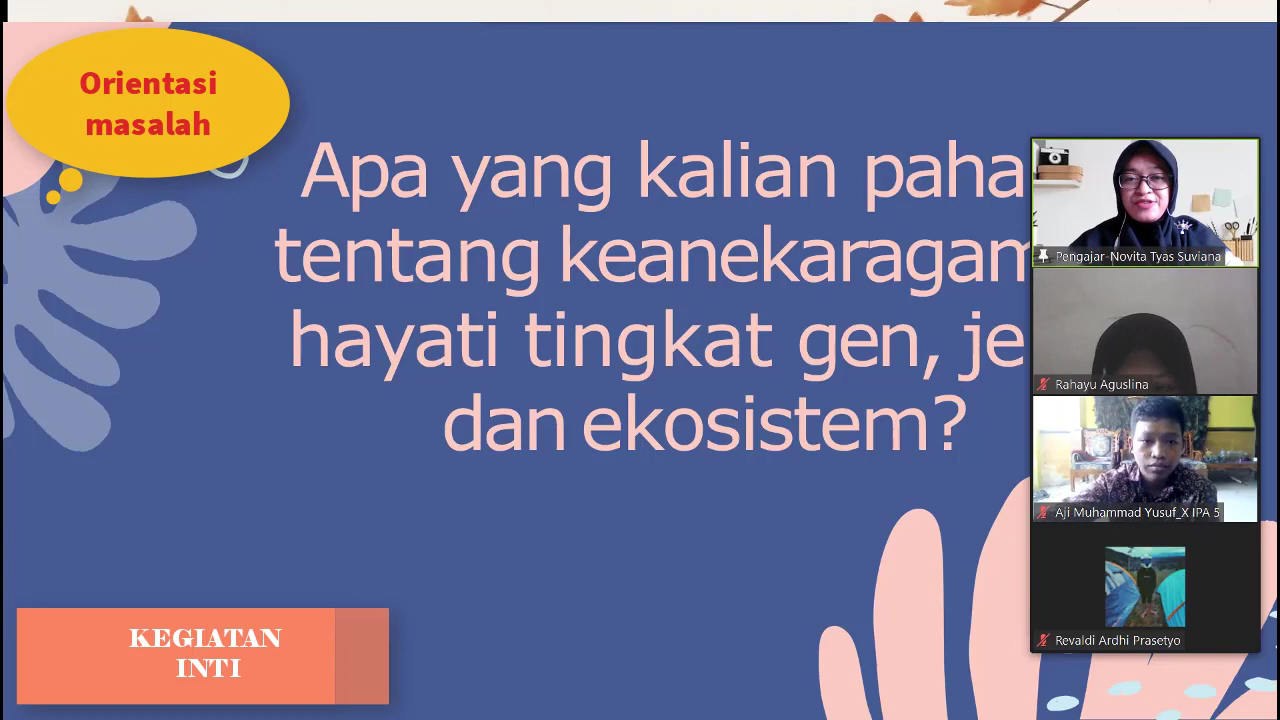 Orientasi
masalah
Apa yang kalian paha
tentang keanekaragam
hayati tingkat gen, je
dan ekosistem?
KEGIATAN
INTI
Pengajar-Novita Tyas Suviana
Rahayu Aguslina
Aji Muhammad Yusuf_X IPA 5
Revaldi Ardhi Prasetyo